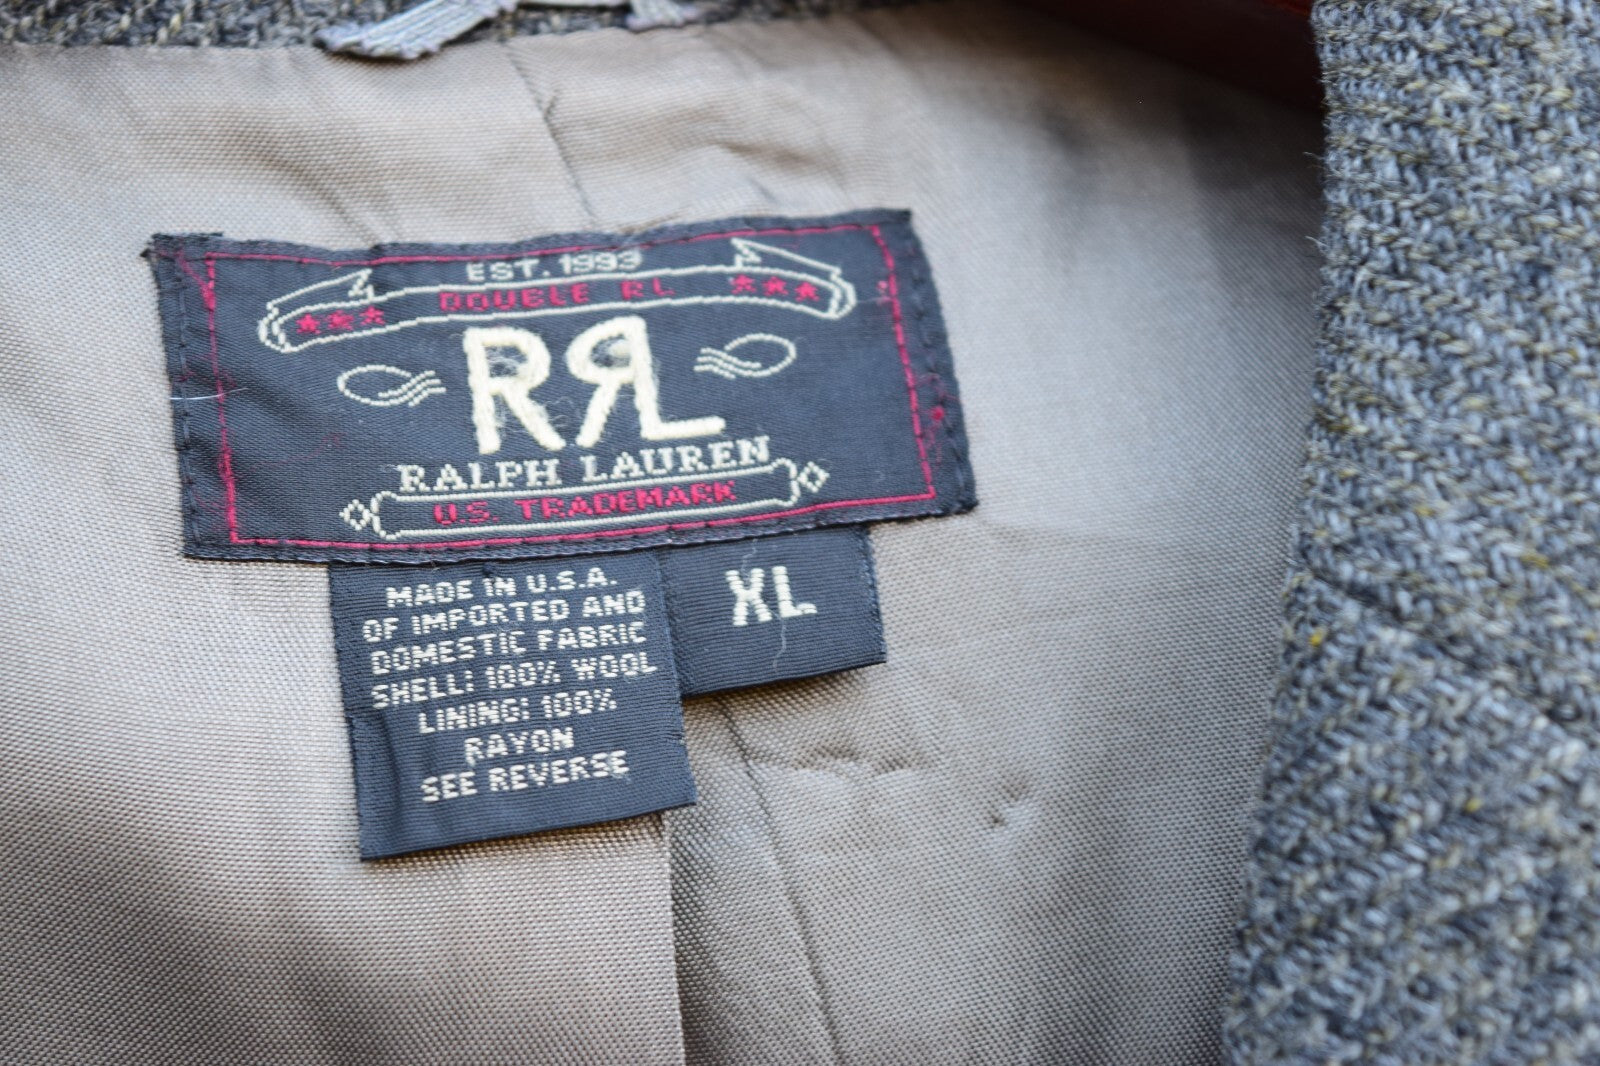 EST. 1993
DOUBLE RL
RRL
RALPH LAUREN
U.S. TRADEMARK
MADE IN U.S.A.
OF IMPORTED AND
DOMESTIC FABRIC
SHELL: 100% WOOL
LINING: 100%
RAYON
SEE REVERSE
XL